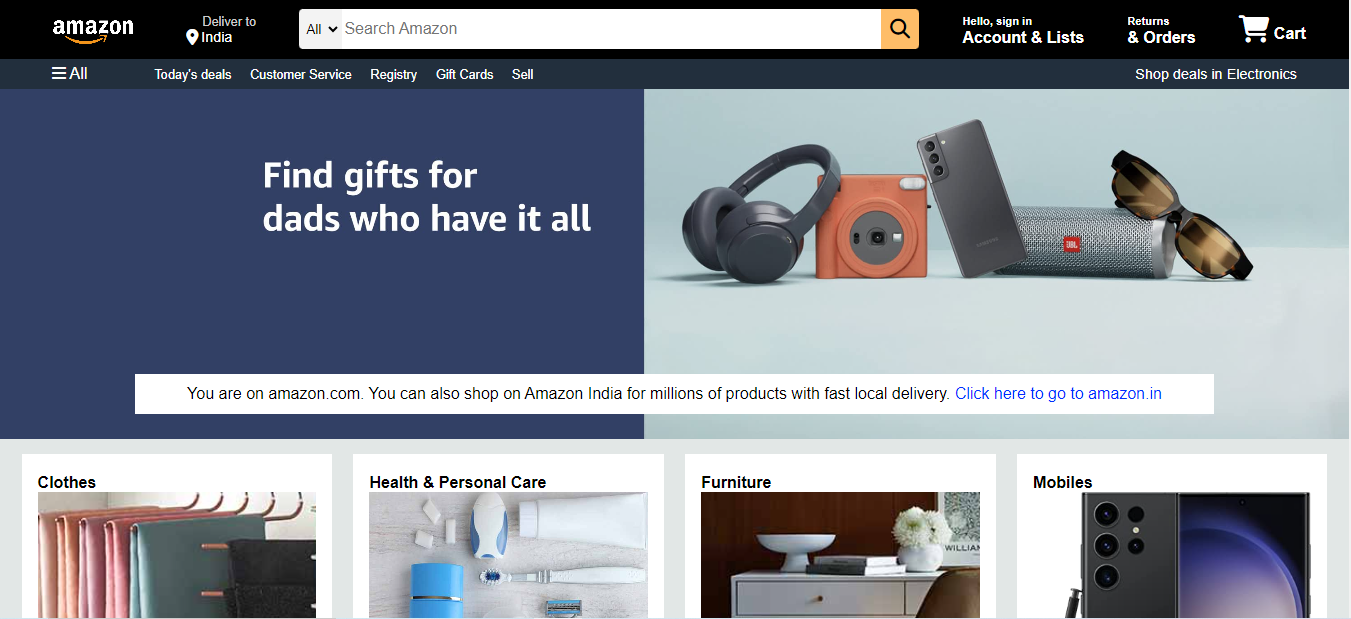 amazon
Deliver to
India
All
Search Amazon
Hello, sign in
Account & Lists
Returns
& Orders
Cart
All
Today's deals
Customer Service
Registry
Gift Cards
Sell
Shop deals in Electronics
Find gifts for
dads who have it all
JBL
You are on amazon.com. You can also shop on Amazon India for millions of products with fast local delivery. Click here to go to amazon.in
Clothes
Health & Personal Care
Furniture
Mobiles
WILLIAM